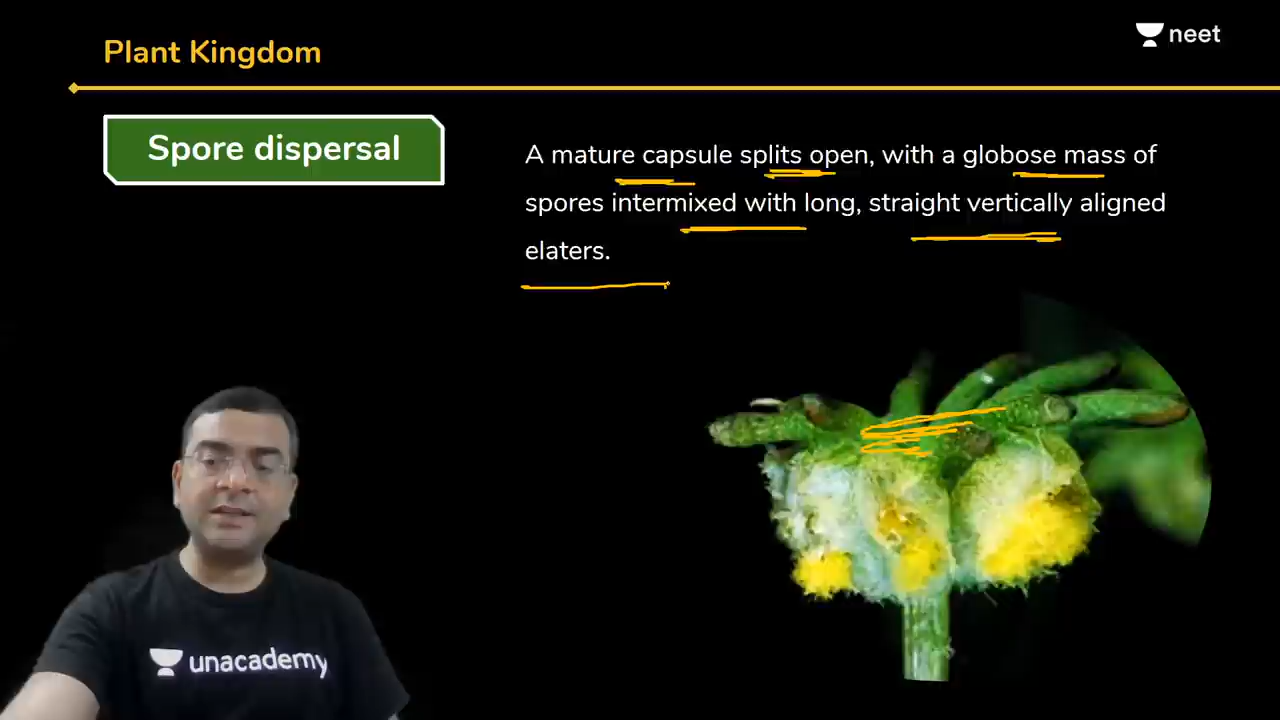 Plant Kingdom
neet
Spore dispersal
A mature capsule splits open, with a globose mass of
spores intermixed with long, straight vertically aligned
elaters.
unacademy